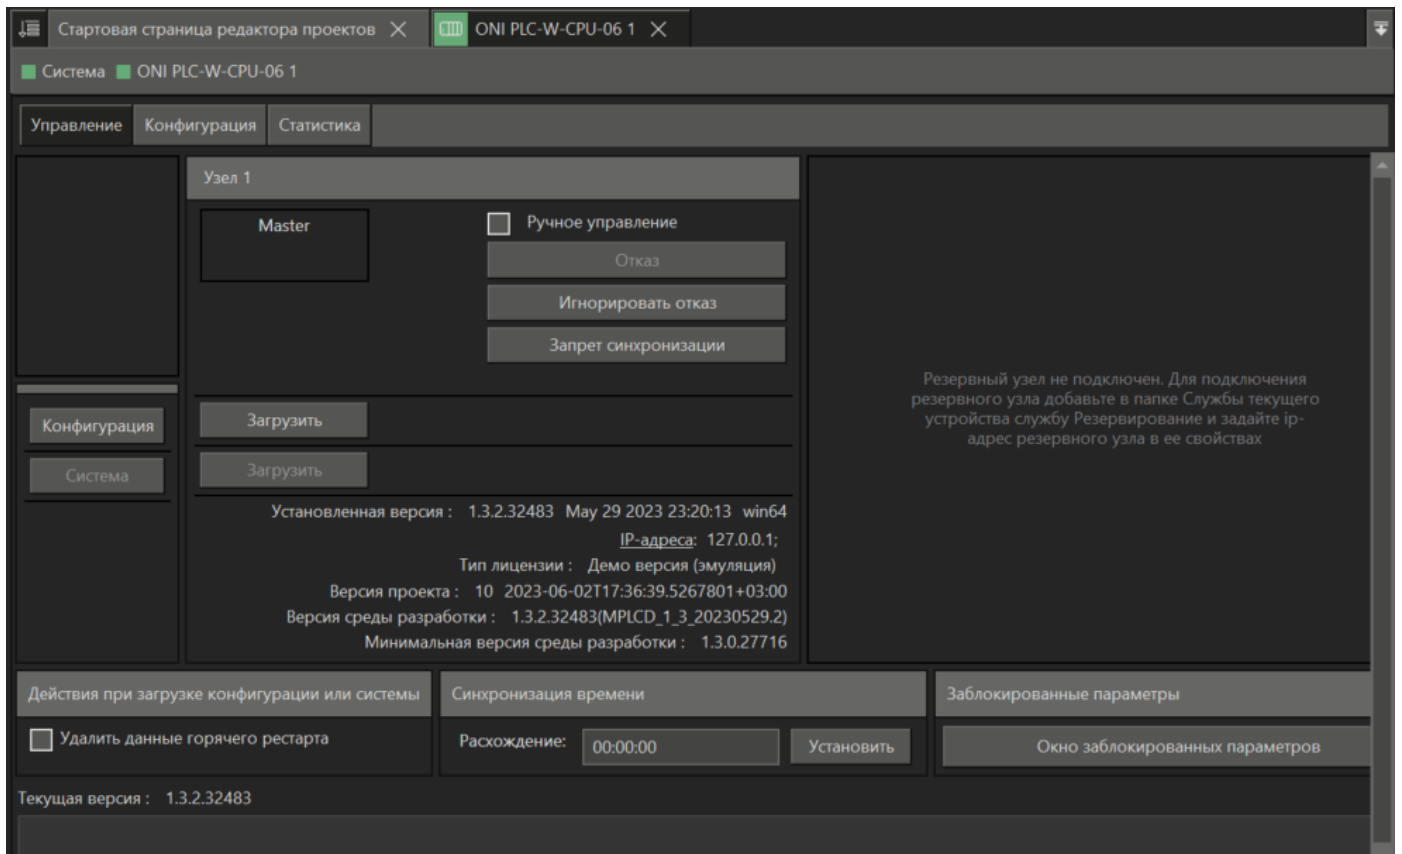 Стартовая страница редактора проектов
ONI PLC-W-CPU-06 1
Система ONI PLC-W-CPU-06 1
Управление Конфигурация Статистика
Узел 1
Master
Ручное управление
Отказ
Игнорировать отказ
Запрет синхронизации
Резервный узел не подключен. Для подключения
резервного узла добавьте в папке Службы текущего
устройства службу Резервирование и задайте ip-
адрес резервного узла в ее свойствах
Конфигурация Загрузить
Система Загрузить
Установленная версия : 1.3.2.32483 May 29 2023 23:20:13 win64
IP-адреса: 127.0.0.1;
Тип лицензии : Демо версия (эмуляция)
Версия проекта : 10 2023-06-02T17:36:39.5267801+03:00
Версия среды разработки : 1.3.2.32483(MPLCD_1_3_20230529.2)
Минимальная версия среды разработки : 1.3.0.27716
Действия при загрузке конфигурации или системы
Удалить данные горячего рестарта
Синхронизация времени
Расхождение: 00:00:00 Установить
Заблокированные параметры
Окно заблокированных параметров
Текущая версия : 1.3.2.32483